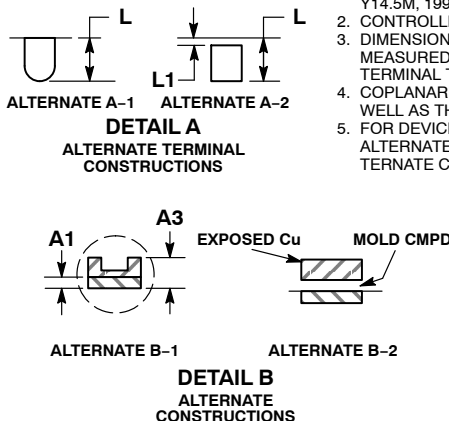 L
L
L1
ALTERNATE A–1
ALTERNATE A–2
DETAIL A
ALTERNATE TERMINAL
CONSTRUCTIONS
Y14.5M, 199
2. CONTROLL
3. DIMENSION
MEASURED
TERMINAL T
4. COPLANAR
WELL AS TH
5. FOR DEVIC
ALTERNATE
TERNATE C
A1
A3
EXPOSED Cu
MOLD CMPD
ALTERNATE B–1
ALTERNATE B–2
DETAIL B
ALTERNATE
CONSTRUCTIONS